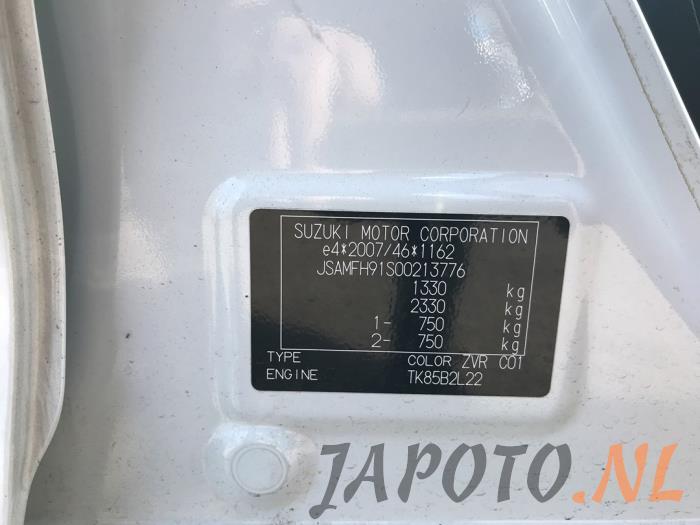 SUZUKI MOTOR CORPORATION
e4*2007/46*1162
JSAMFH91S00213776
1330 kg
2330 kg
1- 750 kg
2- 750 kg
TYPE COLOR ZVR C01
ENGINE TK85B2L22
JAPOTO.NL